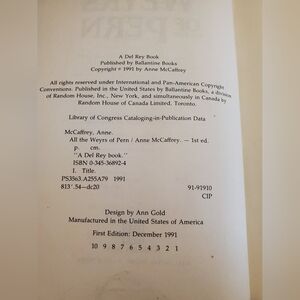 OF PERN
A Del Rey Book
Published by Ballantine Books
Copyright © 1991 by Anne McCaffrey
All rights reserved under International and Pan-American Copyright
Conventions. Published in the United States by Ballantine Books, a division
of Random House, Inc., New York, and simultaneously in Canada by
Random House of Canada Limited, Toronto.
Library of Congress Cataloging-in-Publication Data
McCaffrey, Anne.
All the Weyrs of Pern / Anne McCaffrey. — 1st ed.
p. cm.
"A Del Rey book."
ISBN 0-345-36892-4
I. Title.
PS3563.A255A79 1991
813'.54—dc20 91-91910
CIP
Design by Ann Gold
Manufactured in the United States of America
First Edition: December 1991
10 9 8 7 6 5 4 3 2 1